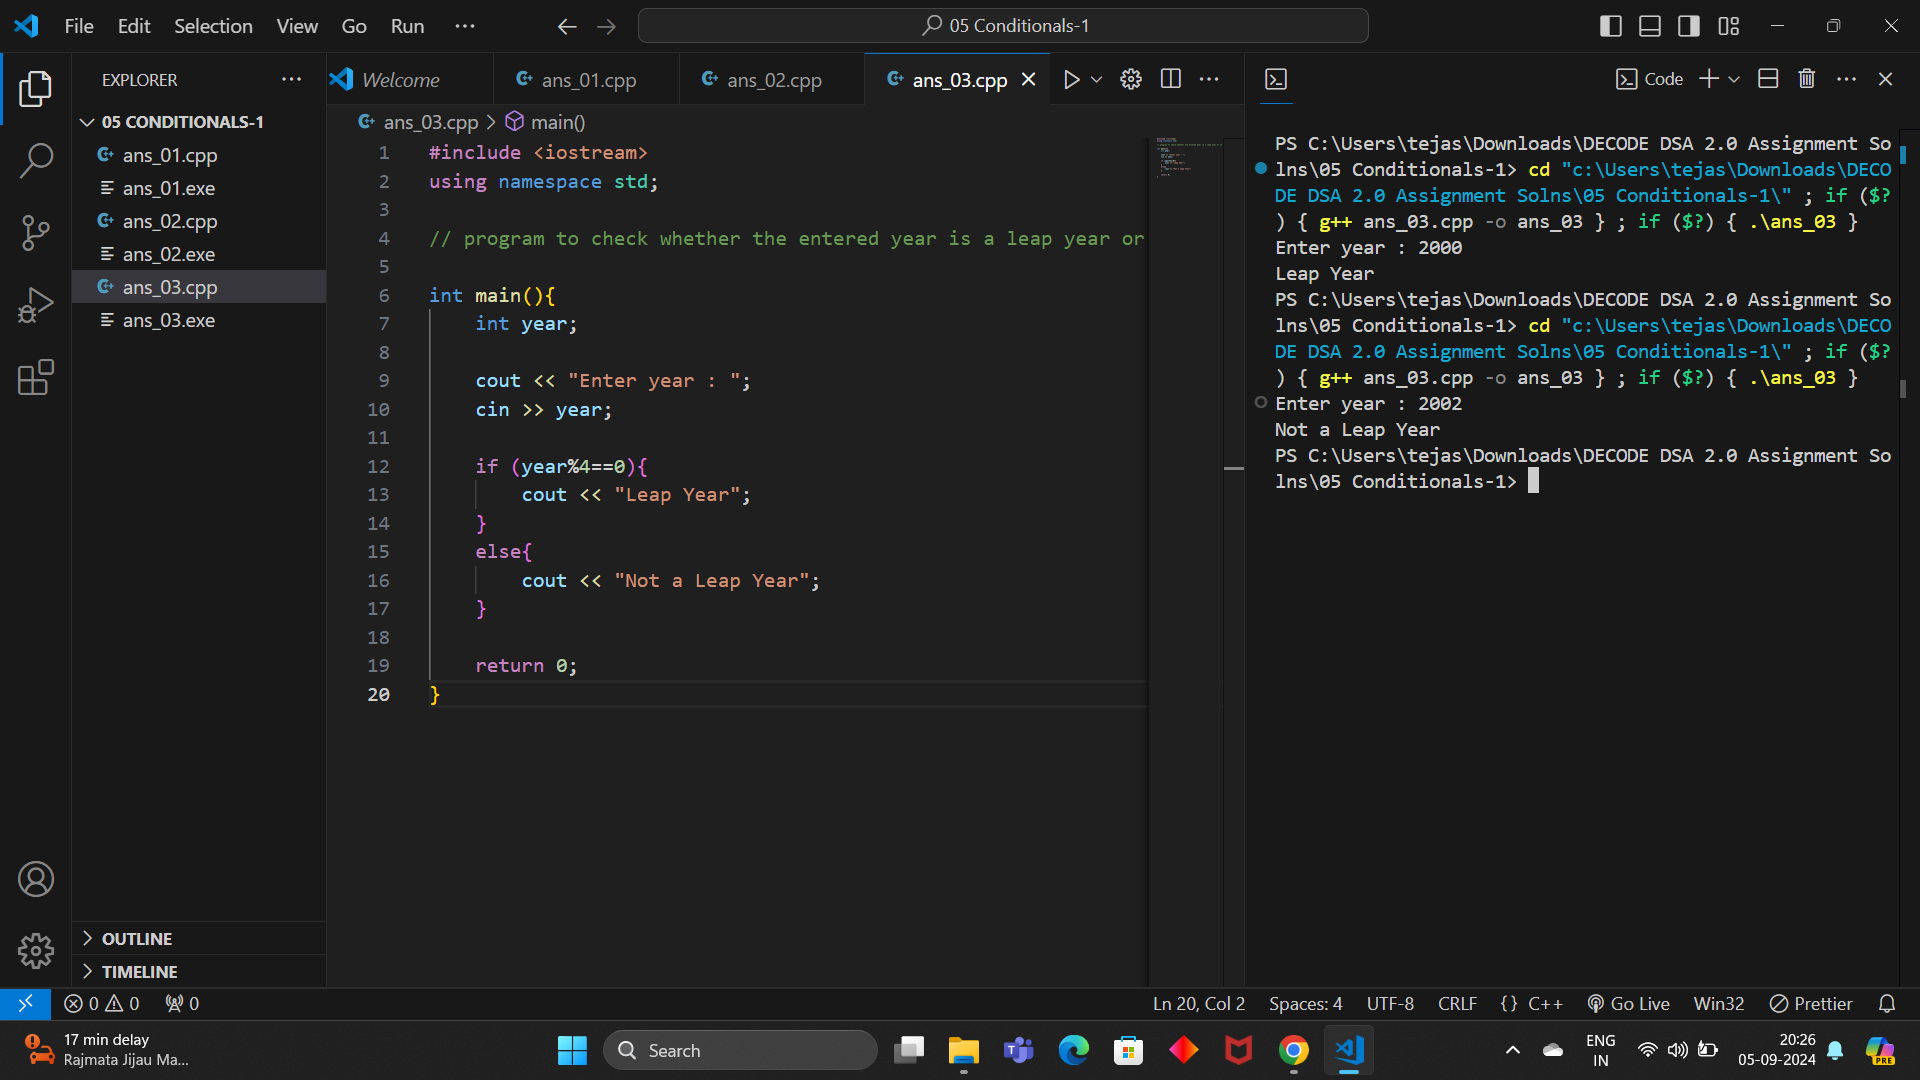 File Edit Selection View Go Run ...
05 Conditionals-1
EXPLORER
05 CONDITIONALS-1
ans_01.cpp
ans_01.exe
ans_02.cpp
ans_02.exe
ans_03.cpp
ans_03.exe
OUTLINE
TIMELINE
Welcome ans_01.cpp ans_02.cpp ans_03.cpp
ans_03.cpp > main()
1 #include <iostream>
2 using namespace std;
3
4 // program to check whether the entered year is a leap year or
5
6 int main(){
7 int year;
8
9 cout << "Enter year : ";
10 cin >> year;
11
12 if (year%4==0){
13 cout << "Leap Year";
14 }
15 else{
16 cout << "Not a Leap Year";
17 }
18
19 return 0;
20 }
Code
PS C:\Users\tejas\Downloads\DECODE DSA 2.0 Assignment So
lns\05 Conditionals-1> cd "c:\Users\tejas\Downloads\DECO
DE DSA 2.0 Assignment Solns\05 Conditionals-1\" ; if ($?
) { g++ ans_03.cpp -o ans_03 } ; if ($?) { .\ans_03 }
Enter year : 2000
Leap Year
PS C:\Users\tejas\Downloads\DECODE DSA 2.0 Assignment So
lns\05 Conditionals-1> cd "c:\Users\tejas\Downloads\DECO
DE DSA 2.0 Assignment Solns\05 Conditionals-1\" ; if ($?
) { g++ ans_03.cpp -o ans_03 } ; if ($?) { .\ans_03 }
Enter year : 2002
Not a Leap Year
PS C:\Users\tejas\Downloads\DECODE DSA 2.0 Assignment So
lns\05 Conditionals-1>
0 0 0 Ln 20, Col 2 Spaces: 4 UTF-8 CRLF {} C++ Go Live Win32 Prettier
17 min delay
Rajmata Jijau Ma...
Search
ENG
IN
20:26
05-09-2024
PRE